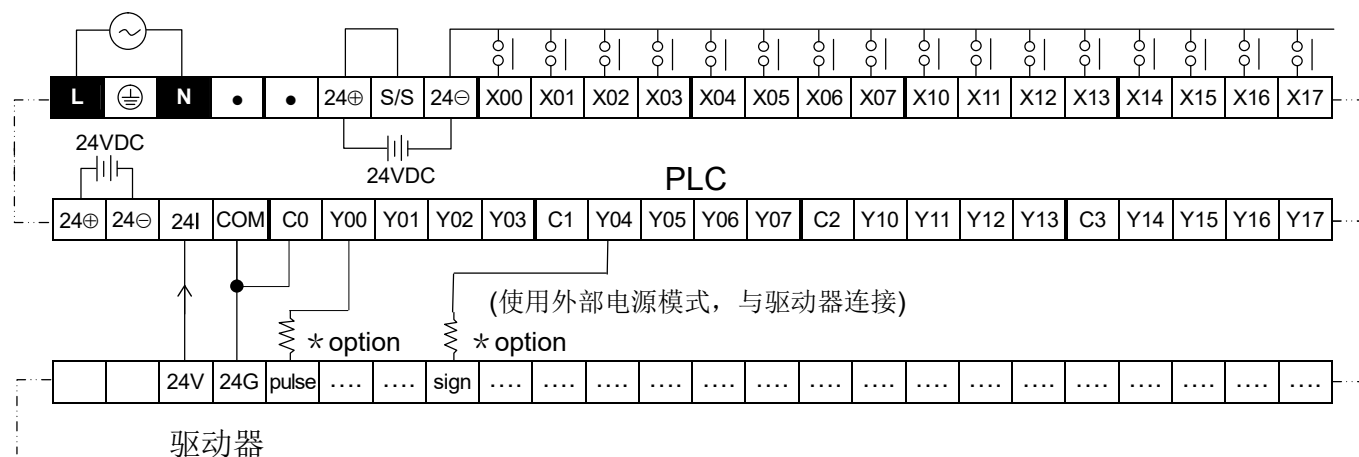 L N • • 24⊕ S/S 24⊖ X00 X01 X02 X03 X04 X05 X06 X07 X10 X11 X12 X13 X14 X15 X16 X17
24VDC
24VDC
PLC
24⊕ 24⊖ 24I COM C0 Y00 Y01 Y02 Y03 C1 Y04 Y05 Y06 Y07 C2 Y10 Y11 Y12 Y13 C3 Y14 Y15 Y16 Y17
(使用外部电源模式，与驱动器连接)
*option *option
24V 24G pulse .... .... sign .... .... .... .... .... .... .... .... .... .... .... .... .... .... .... ....
驱动器